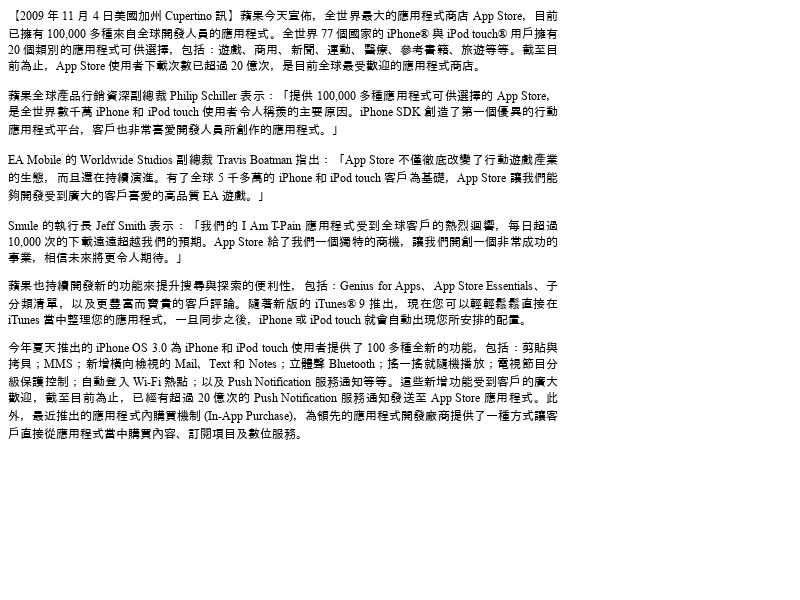 【2009 年 11 月 4 日美國加州 Cupertino 訊】蘋果今天宣佈，全世界最大的應用程式商店 App Store，目前
已擁有 100,000 多種來自全球開發人員的應用程式。全世界 77 個國家的 iPhone® 與 iPod touch® 用戶擁有
20 個類別的應用程式可供選擇，包括：遊戲、商用、新聞、運動、醫療、參考書籍、旅遊等等。截至目
前為止，App Store 使用者下載次數已超過 20 億次，是目前全球最受歡迎的應用程式商店。
蘋果全球產品行銷資深副總裁 Philip Schiller 表示：「提供 100,000 多種應用程式可供選擇的 App Store，
是全世界數千萬 iPhone 和 iPod touch 使用者令人稱羨的主要原因。iPhone SDK 創造了第一個優異的行動
應用程式平台，客戶也非常喜愛開發人員所創作的應用程式。」
EA Mobile 的 Worldwide Studios 副總裁 Travis Boatman 指出：「App Store 不僅徹底改變了行動遊戲產業
的生態，而且還在持續演進。有了全球 5 千多萬的 iPhone 和 iPod touch 客戶為基礎，App Store 讓我們能
夠開發受到廣大的客戶喜愛的高品質 EA 遊戲。」
Smule 的執行長 Jeff Smith 表示：「我們的 I Am T-Pain 應用程式受到全球客戶的熱烈迴響，每日超過
10,000 次的下載遠遠超越我們的預期。App Store 給了我們一個獨特的商機，讓我們開創一個非常成功的
事業，相信未來將更令人期待。」
蘋果也持續開發新的功能來提升搜尋與探索的便利性，包括：Genius for Apps、App Store Essentials、子
分類清單，以及更豐富而寶貴的客戶評論。隨著新版的 iTunes® 9 推出，現在您可以輕輕鬆鬆直接在
iTunes 當中整理您的應用程式，一旦同步之後，iPhone 或 iPod touch 就會自動出現您所安排的配置。
今年夏天推出的 iPhone OS 3.0 為 iPhone 和 iPod touch 使用者提供了 100 多種全新的功能，包括：剪貼與
拷貝；MMS；新增橫向檢視的 Mail、Text 和 Notes；立體聲 Bluetooth；搖一搖就隨機播放；電視節目分
級保護控制；自動登入 Wi-Fi 熱點；以及 Push Notification 服務通知等等。這些新增功能受到客戶的廣大
歡迎，截至目前為止，已經有超過 20 億次的 Push Notification 服務通知發送至 App Store 應用程式。此
外，最近推出的應用程式內購買機制 (In-App Purchase)，為領先的應用程式開發廠商提供了一種方式讓客
戶直接從應用程式當中購買內容、訂閱項目及數位服務。